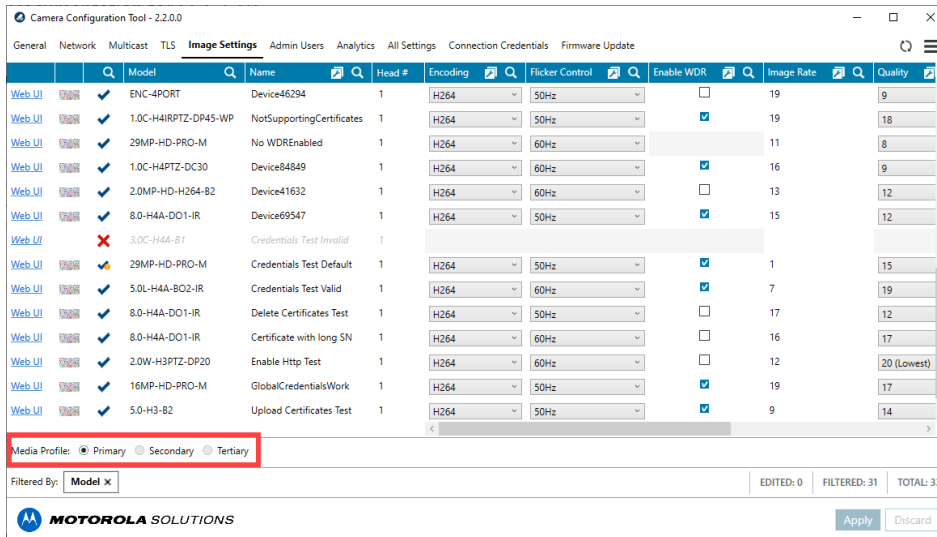 Camera Configuration Tool - 2.2.0.0
General Network Multicast TLS Image Settings Admin Users Analytics All Settings Connection Credentials Firmware Update
Model Name Head # Encoding Flicker Control Enable WDR Image Rate Quality
Web UI ENC-4PORT Device46294 1 H264 50Hz 19 9
Web UI 1.0C-H4IRPTZ-DP45-WP NotSupportingCertificates 1 H264 50Hz 19 18
Web UI 29MP-HD-PRO-M No WDREnabled 1 H264 60Hz 11 8
Web UI 1.0C-H4PTZ-DC30 Device84849 1 H264 60Hz 16 9
Web UI 2.0MP-HD-H264-B2 Device41632 1 H264 60Hz 13 12
Web UI 8.0-H4A-DO1-IR Device69547 1 H264 50Hz 15 12
Web UI 3.0C-H4A-B1 Credentials Test Invalid 1
Web UI 29MP-HD-PRO-M Credentials Test Default 1 H264 50Hz 1 15
Web UI 5.0L-H4A-BO2-IR Credentials Test Valid 1 H264 60Hz 7 19
Web UI 8.0-H4A-DO1-IR Delete Certificates Test 1 H264 50Hz 17 12
Web UI 8.0-H4A-DO1-IR Certificate with long SN 1 H264 60Hz 16 17
Web UI 2.0W-H3PTZ-DP20 Enable Http Test 1 H264 60Hz 12 20 (Lowest)
Web UI 16MP-HD-PRO-M GlobalCredentialsWork 1 H264 50Hz 19 17
Web UI 5.0-H3-B2 Upload Certificates Test 1 H264 50Hz 9 14
Media Profile: Primary Secondary Tertiary
Filtered By: Model × EDITED: 0 FILTERED: 31 TOTAL:
MOTOROLA SOLUTIONS Apply Discard